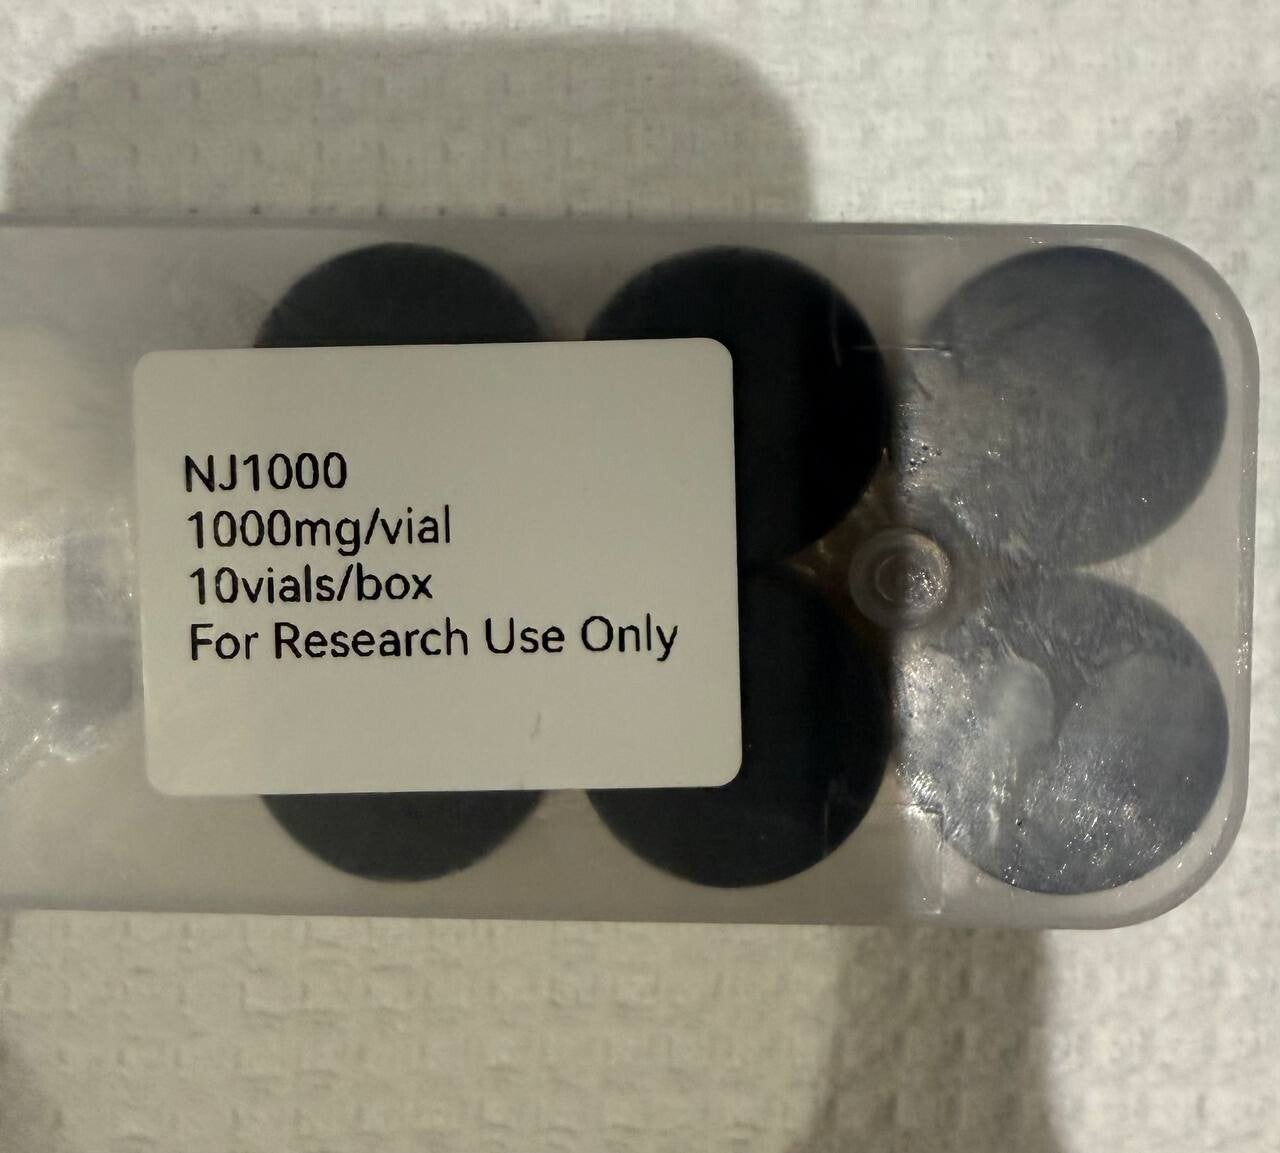 NJ1000
1000mg/vial
10vials/box
For Research Use Only